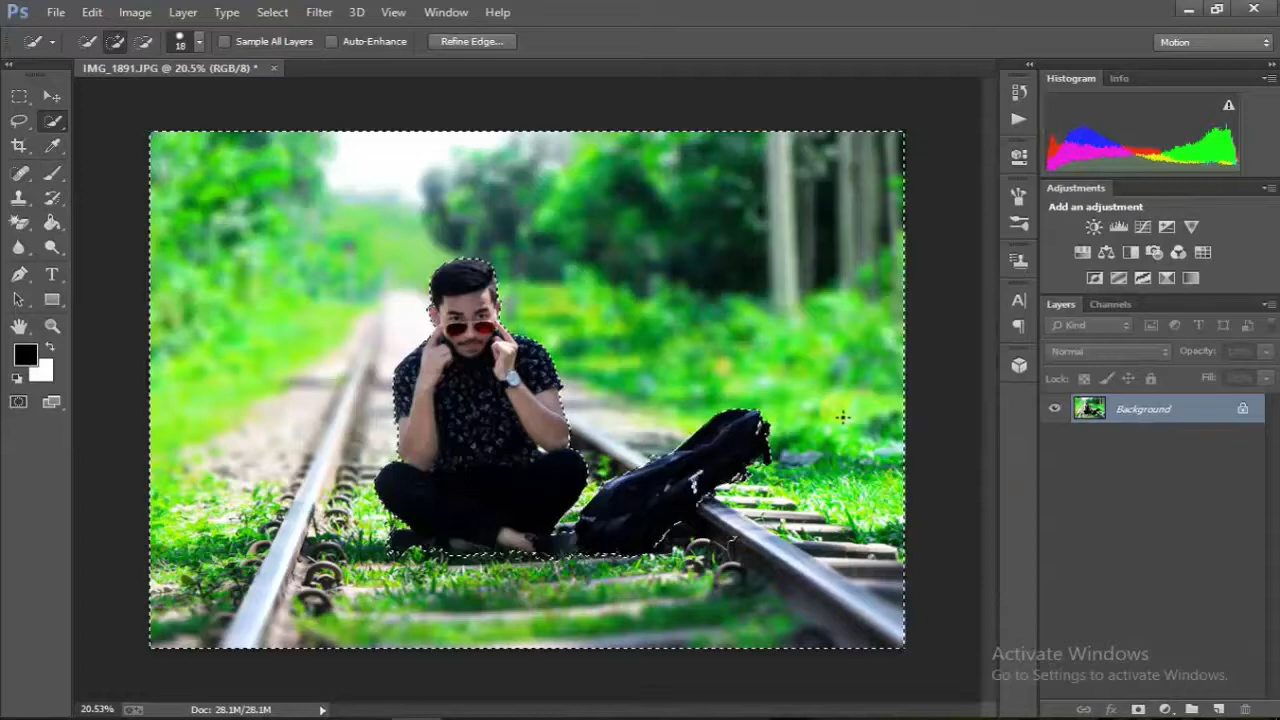 Ps File Edit Image Layer Type Select Filter 3D View Window Help
18 Sample All Layers Auto-Enhance Refine Edge... Motion
IMG_1891.JPG @ 20.5% (RGB/8) * ×
Histogram Info
Adjustments
Add an adjustment
Layers Channels
Kind
Normal Opacity:
Lock: Fill:
Background
Activate Windows
Go to Settings to activate Windows.
20.53% Doc: 28.1M/28.1M